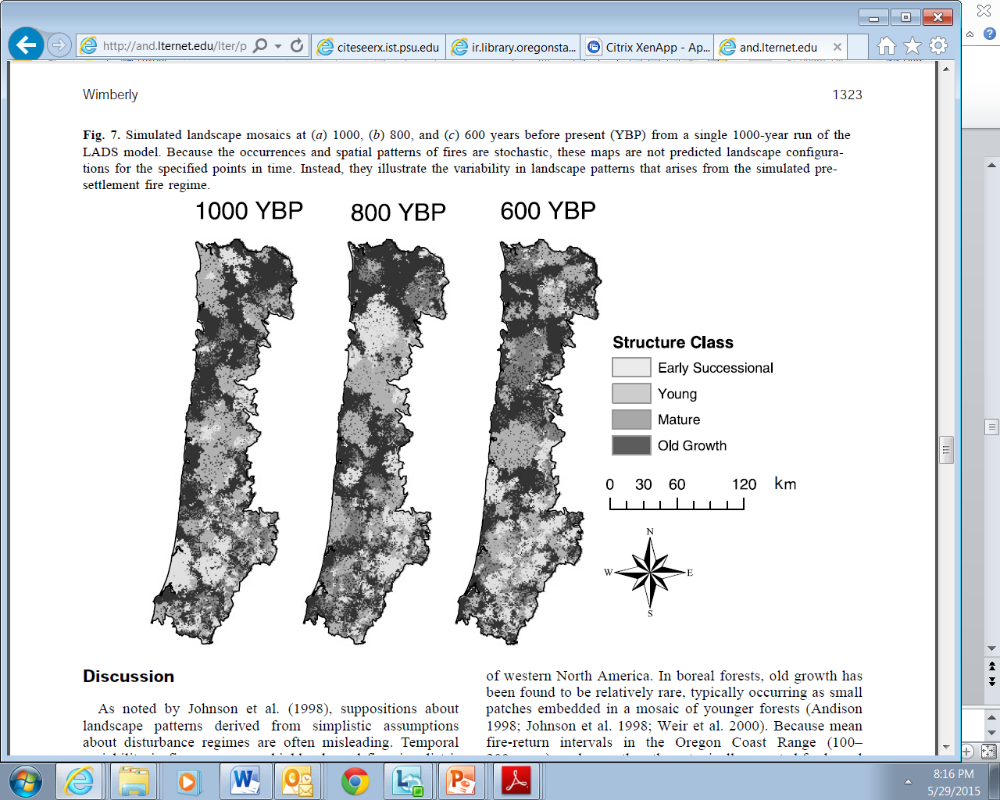 http://and.lternet.edu/lter/p
citeseerx.ist.psu.edu
ir.library.oregonsta...
Citrix XenApp - Ap...
and.lternet.edu
Wimberly
1323
Fig. 7. Simulated landscape mosaics at (a) 1000, (b) 800, and (c) 600 years before present (YBP) from a single 1000-year run of the
LADS model. Because the occurrences and spatial patterns of fires are stochastic, these maps are not predicted landscape configura-
tions for the specified points in time. Instead, they illustrate the variability in landscape patterns that arises from the simulated pre-
settlement fire regime.
1000 YBP
800 YBP
600 YBP
Structure Class
Early Successional
Young
Mature
Old Growth
0 30 60 120 km
N
W
E
S
Discussion
As noted by Johnson et al. (1998), suppositions about
landscape patterns derived from simplistic assumptions
about disturbance regimes are often misleading. Temporal
of western North America. In boreal forests, old growth has
been found to be relatively rare, typically occurring as small
patches embedded in a mosaic of younger forests (Andison
1998; Johnson et al. 1998; Weir et al. 2000). Because mean
fire-return intervals in the Oregon Coast Range (100–
8:16 PM
5/29/2015